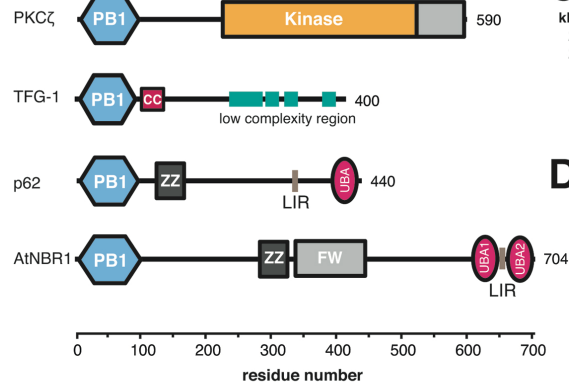 PKCζ PB1 Kinase 590
kl
TFG-1 PB1 CC 400
low complexity region
D
p62 PB1 ZZ UBA 440
LIR
AtNBR1 PB1 ZZ FW UBA1 UBA2 704
LIR
0 100 200 300 400 500 600 700
residue number